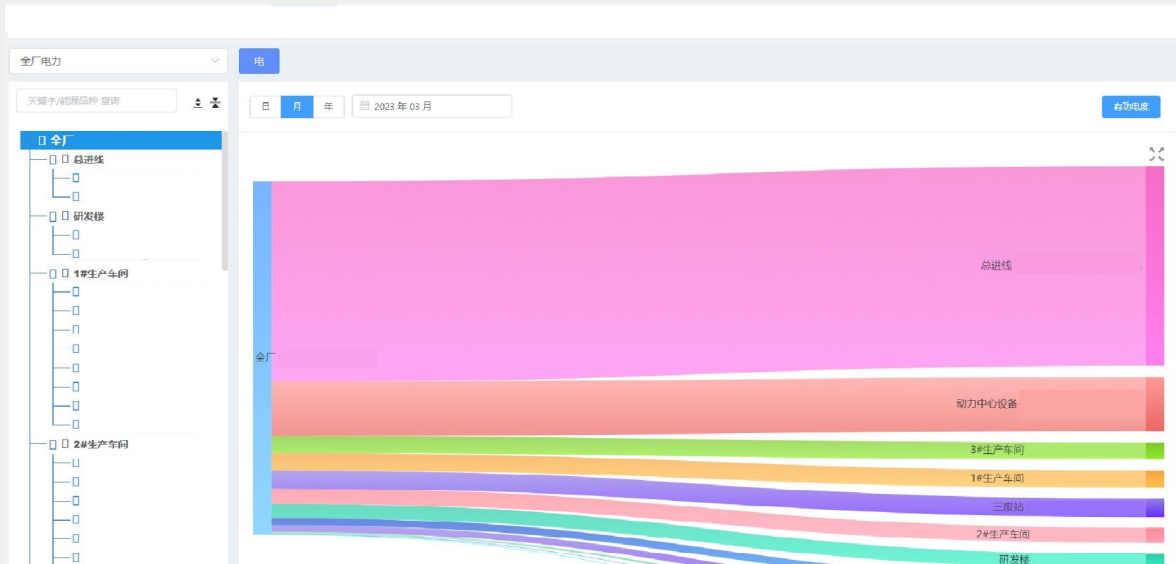 全厂电力
电
关键字/能源品种 查询
日 月 年 2023 年 03 月
有功电度
全厂
总进线
研发楼
1#生产车间
2#生产车间
全厂
总进线
动力中心设备
3#生产车间
1#生产车间
三废站
2#生产车间
研发楼